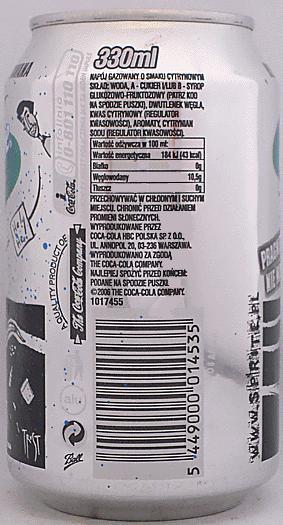 330ml
NAPÓJ GAZOWANY O SMAKU CYTRYNOWYM
SKŁAD: WODA, A - CUKIER I/LUB B - SYROP
GLUKOZOWO-FRUKTOZOWY (PATRZ KOD
NA SPODZIE PUSZKI), DWUTLENEK WĘGLA,
KWAS CYTRYNOWY (REGULATOR
KWASOWOŚCI), AROMATY, CYTRYNIAN
SODU (REGULATOR KWASOWOŚCI).
Wartość odżywcza w 100 ml:
Wartość energetyczna 184 kJ (43 kcal)
Białko 0g
Węglowodany 10,5g
Tłuszcz 0g
PRZECHOWYWAĆ W CHŁODNYM I SUCHYM
MIEJSCU. CHRONIĆ PRZED DZIAŁANIEM
PROMIENI SŁONECZNYCH.
WYPRODUKOWANE PRZEZ
COCA-COLA HBC POLSKA SP Z O.O.,
UL. ANNOPOL 20, 03-236 WARSZAWA.
WYPRODUKOWANO ZA ZGODĄ
THE COCA-COLA COMPANY.
NAJLEPIEJ SPOŻYĆ PRZED KOŃCEM:
PODANE NA SPODZIE PUSZKI.
©2006 THE COCA-COLA COMPANY.
1017455
Coca-Cola
A QUALITY PRODUCT OF
The Coca-Cola Company
5 449000 014535
WWW.SPRITE.PL
alu
Ball